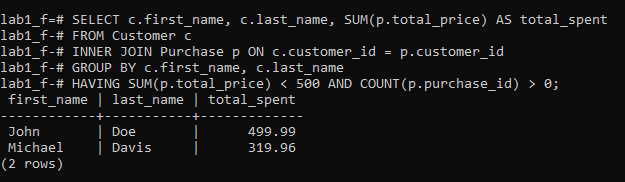 lab1_f=# SELECT c.first_name, c.last_name, SUM(p.total_price) AS total_spent
lab1_f-# FROM Customer c
lab1_f-# INNER JOIN Purchase p ON c.customer_id = p.customer_id
lab1_f-# GROUP BY c.first_name, c.last_name
lab1_f-# HAVING SUM(p.total_price) < 500 AND COUNT(p.purchase_id) > 0;
 first_name | last_name | total_spent
------------+-----------+-------------
 John       | Doe       |      499.99
 Michael    | Davis     |      319.96
(2 rows)